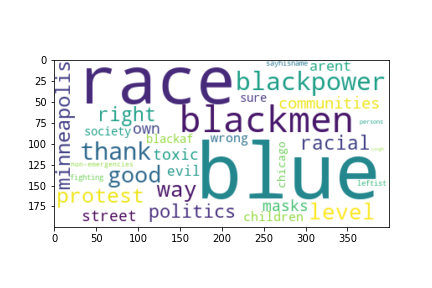 0
25
50
75
100
125
150
175
0 50 100 150 200 250 300 350
minneapolis
race
sayhisname
arent
blackpower
sure
communities
right
blackmen
persons
society
own
blackaf
wrong
racial
thank
toxic
chicago
blue
non-emergencies
evil
fighting
good
way
leftist
protest
masks
street
politics
children
level